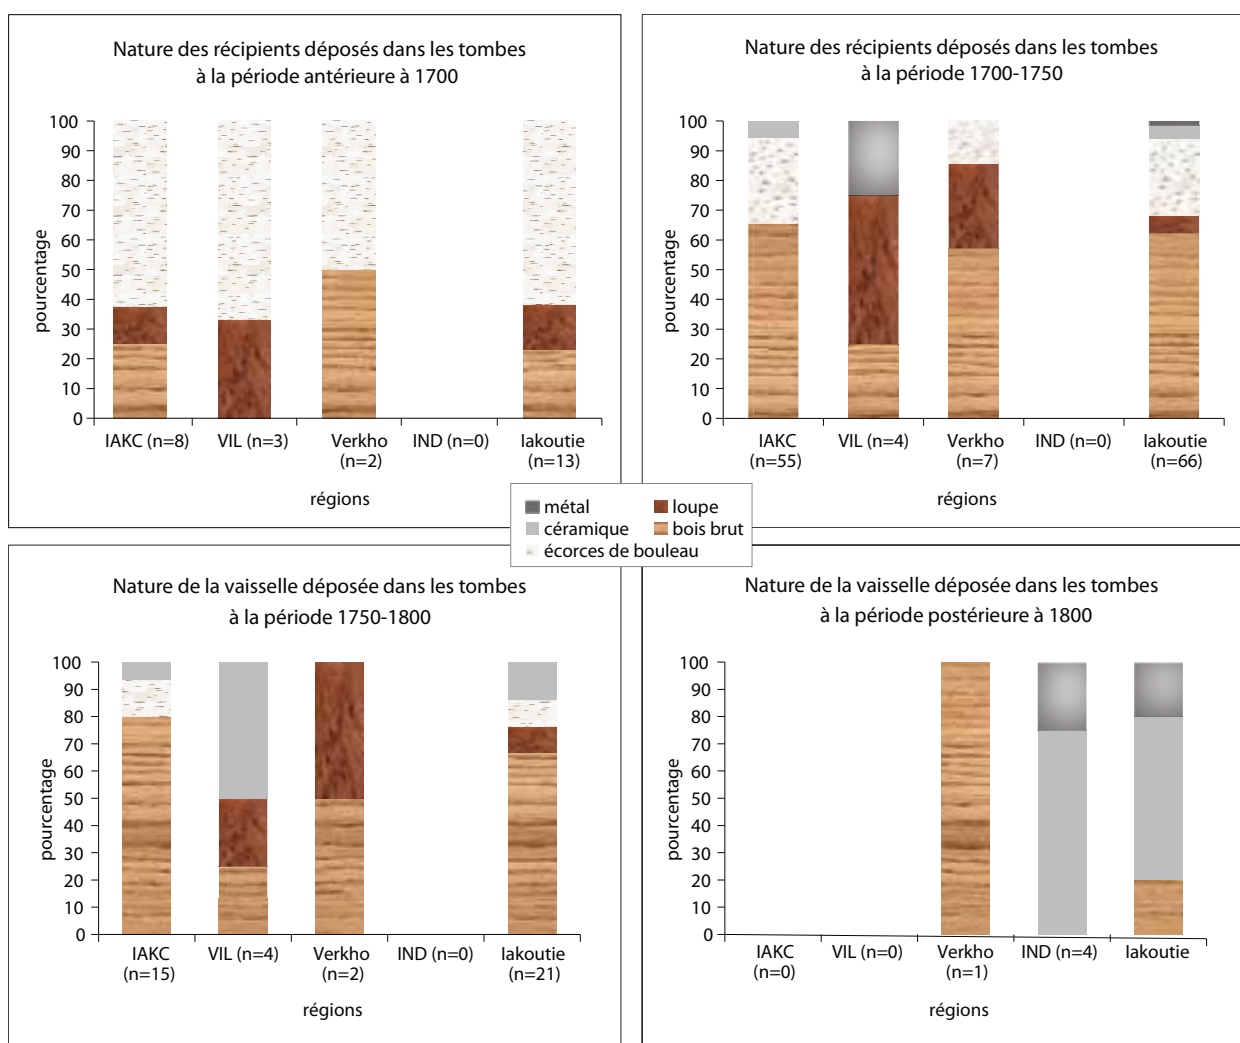 Nature des récipients déposés dans les tombes
à la période antérieure à 1700
100
90
80
70
60
50
40
30
20
10
0
pourcentage
IAKC (n=8) VIL (n=3) Verkho IND (n=0) Iakoutie
(n=2) (n=13)
régions
Nature des récipients déposés dans les tombes
à la période 1700-1750
100
90
80
70
60
50
40
30
20
10
0
pourcentage
IAKC VIL (n=4) Verkho IND (n=0) Iakoutie
(n=55) (n=7) (n=66)
régions
métal loupe
céramique bois brut
écorces de bouleau
Nature de la vaisselle déposée dans les tombes
à la période 1750-1800
100
90
80
70
60
50
40
30
20
10
0
pourcentage
IAKC VIL (n=4) Verkho IND (n=0) Iakoutie
(n=15) (n=2) (n=21)
régions
Nature de la vaisselle déposée dans les tombes
à la période postérieure à 1800
100
90
80
70
60
50
40
30
20
10
0
pourcentage
IAKC VIL (n=0) Verkho IND (n=4) Iakoutie
(n=0) (n=1)
régions